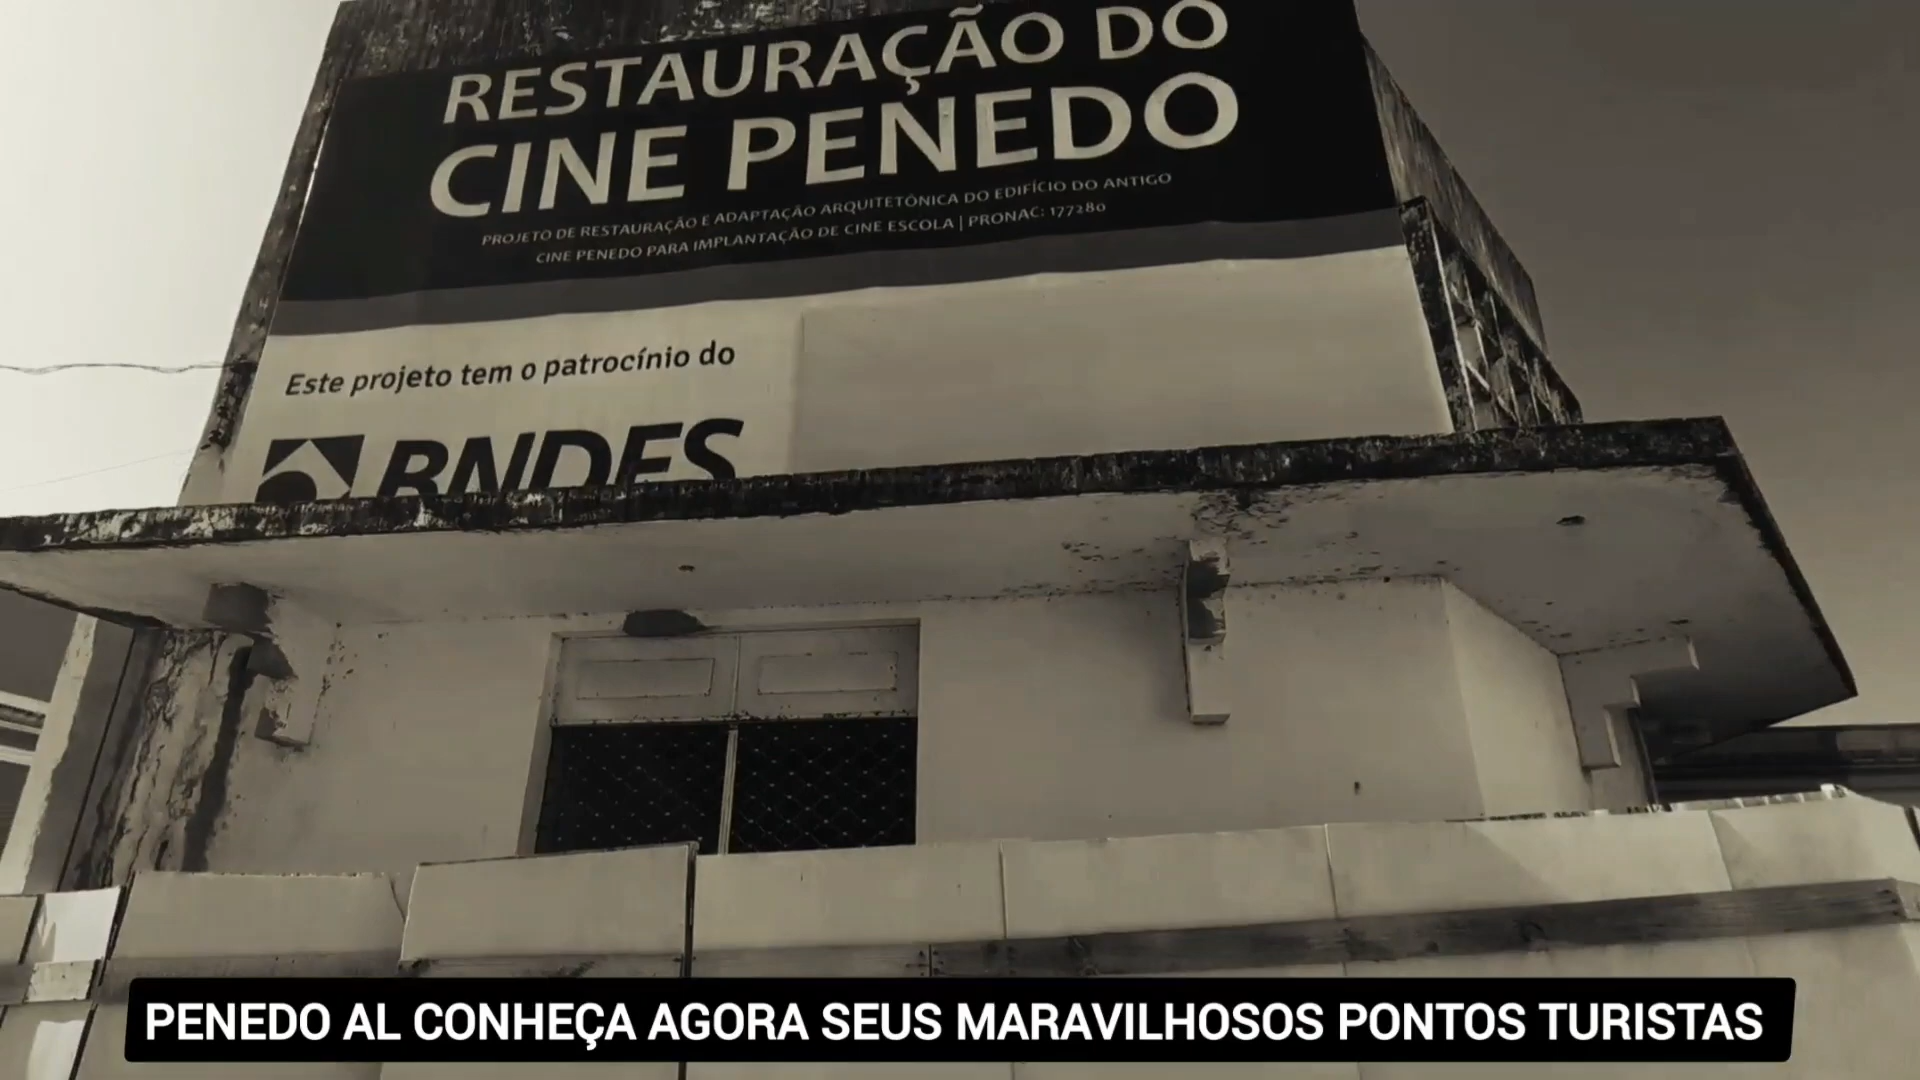 RESTAURAÇÃO DO
CINE PENEDO
PROJETO DE RESTAURAÇÃO E ADAPTAÇÃO ARQUITETÔNICA DO EDIFÍCIO DO ANTIGO
CINE PENEDO PARA IMPLANTAÇÃO DE CINE ESCOLA | PRONAC: 177280
Este projeto tem o patrocínio do
BNDES
PENEDO AL CONHEÇA AGORA SEUS MARAVILHOSOS PONTOS TURISTAS